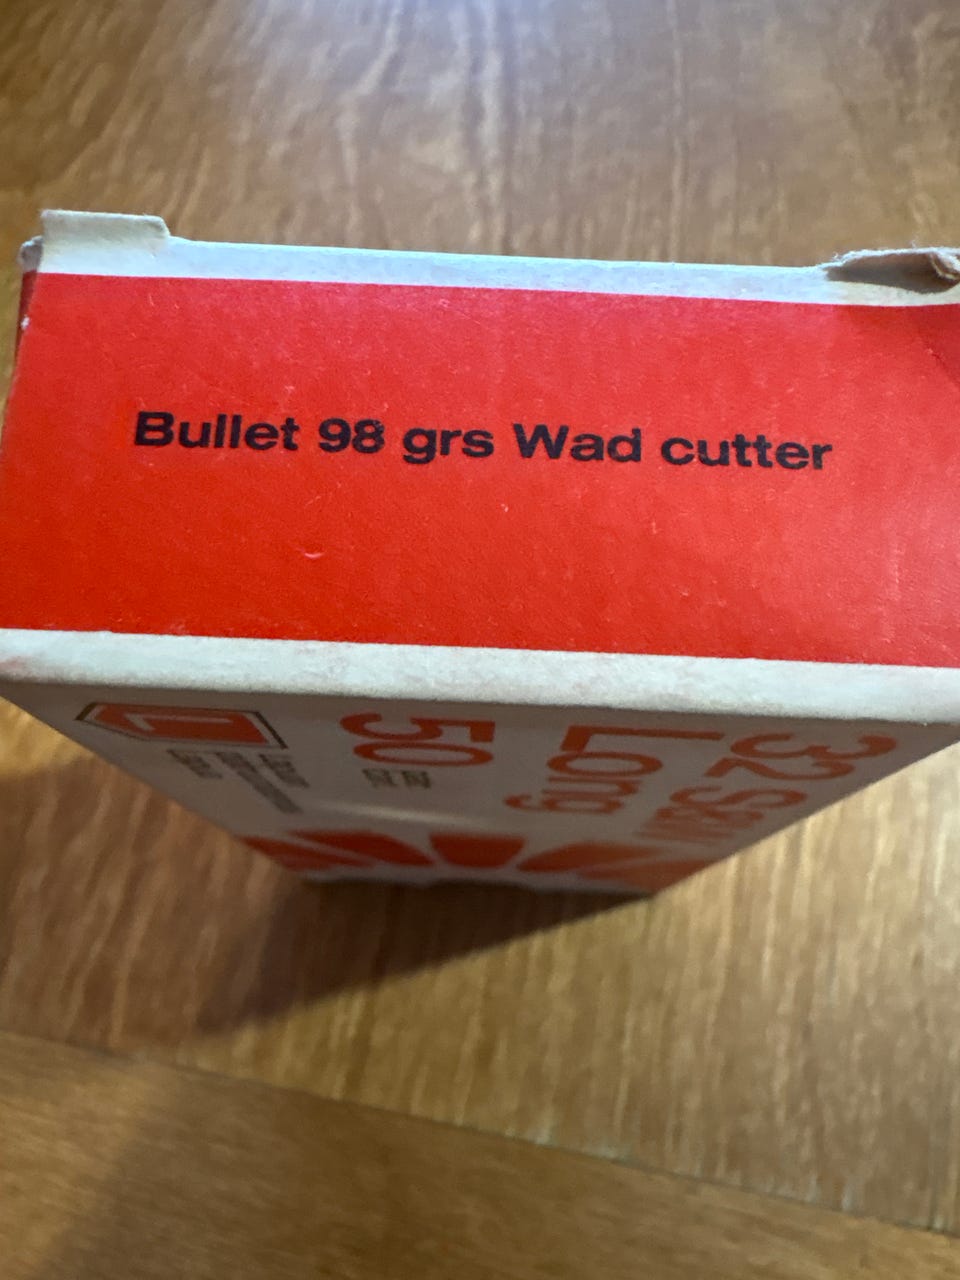 Bullet 98 grs Wad cutter
32 S&W
Long
50